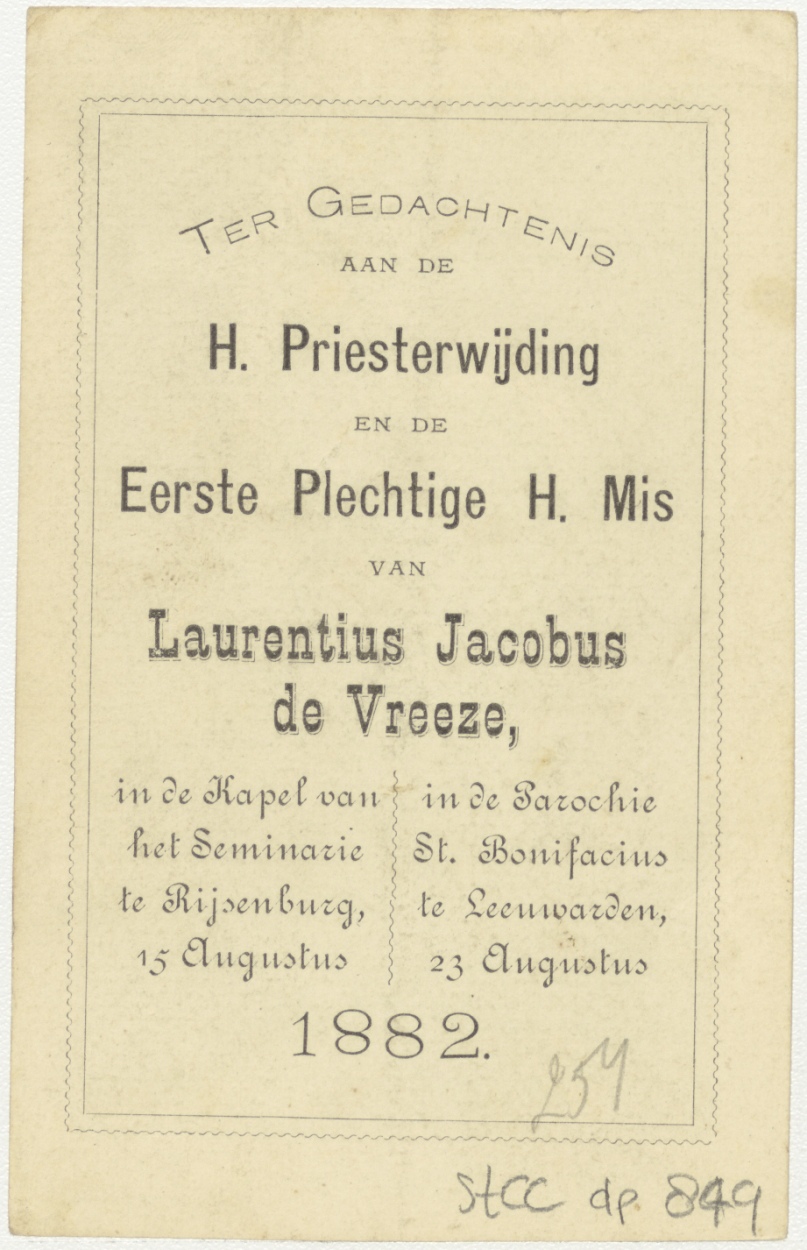 TER GEDACHTENIS
AAN DE
H. Priesterwijding
EN DE
Eerste Plechtige H. Mis
VAN
Laurentius Jacobus
de Vreeze,
in de Kapel van
het Seminarie
te Rijsenburg,
15 Augustus
in de Parochie
St. Bonifacius
te Leeuwarden,
23 Augustus
1882.
StCC dp 849